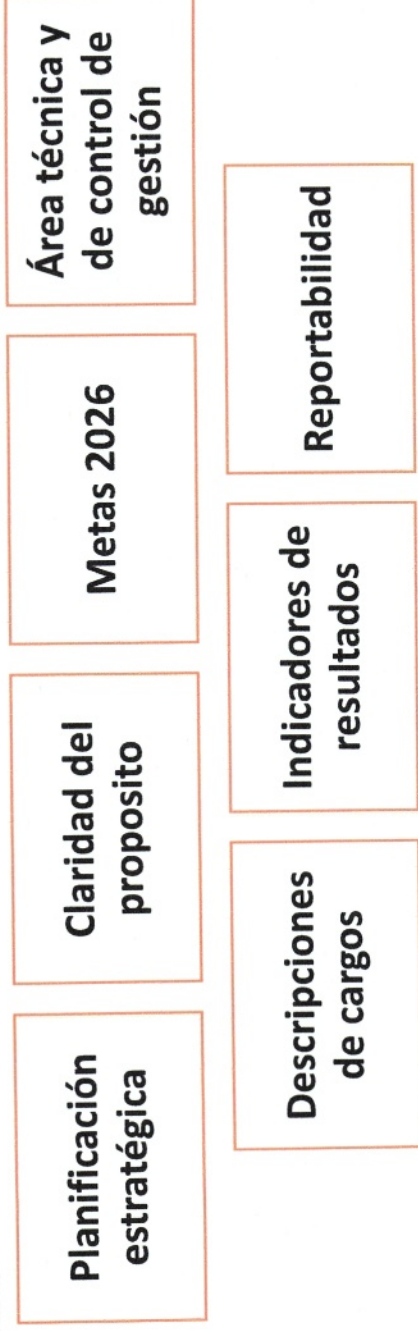 Planificación
estratégica
Claridad del
proposito
Metas 2026
Área técnica y
de control de
gestión
Descripciones
de cargos
Indicadores de
resultados
Reportabilidad